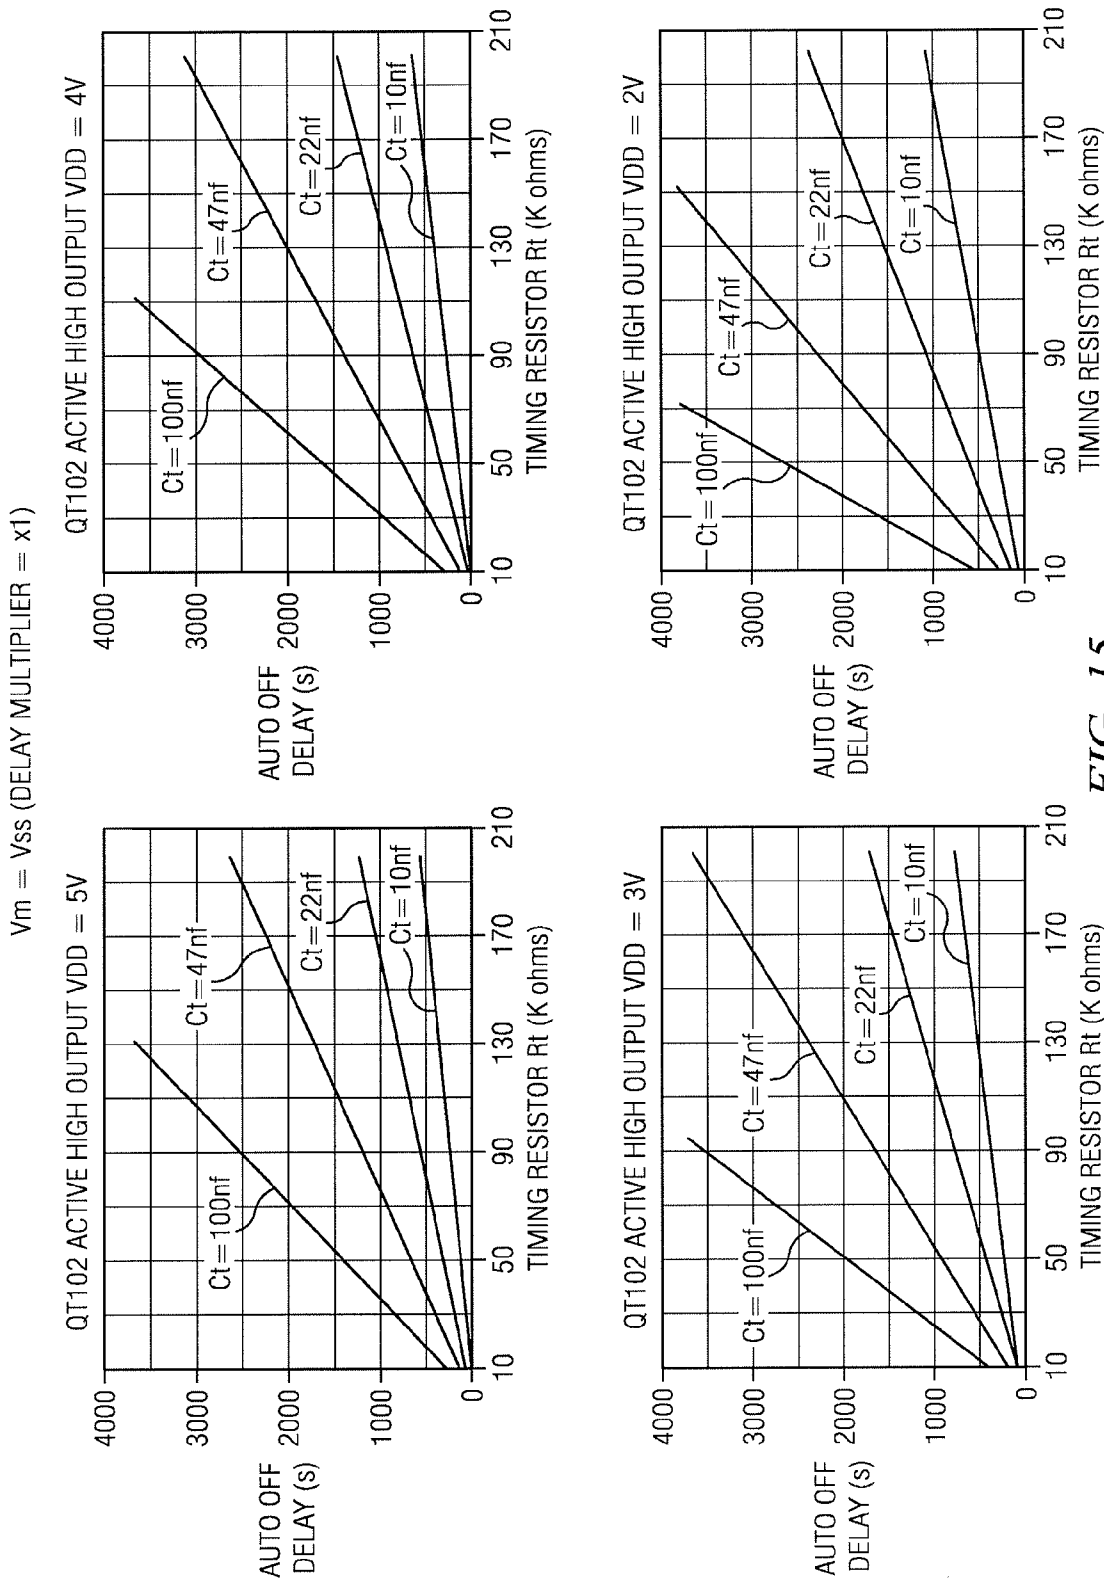 Vm = Vss (DELAY MULTIPLIER = x1)
QT102 ACTIVE HIGH OUTPUT VDD = 5V
AUTO OFF
DELAY (s)
4000
3000
2000
1000
0
Ct=100nf
Ct=47nf
Ct=22nf
Ct=10nf
10
50
90
130
170
210
TIMING RESISTOR Rt (K ohms)
QT102 ACTIVE HIGH OUTPUT VDD = 4V
AUTO OFF
DELAY (s)
4000
3000
2000
1000
0
Ct=100nf
Ct=47nf
Ct=22nf
Ct=10nf
10
50
90
130
170
210
TIMING RESISTOR Rt (K ohms)
QT102 ACTIVE HIGH OUTPUT VDD = 3V
AUTO OFF
DELAY (s)
4000
3000
2000
1000
0
Ct=100nf
Ct=47nf
Ct=22nf
Ct=10nf
10
50
90
130
170
210
TIMING RESISTOR Rt (K ohms)
QT102 ACTIVE HIGH OUTPUT VDD = 2V
AUTO OFF
DELAY (s)
4000
3000
2000
1000
0
Ct=100nf
Ct=47nf
Ct=22nf
Ct=10nf
10
50
90
130
170
210
TIMING RESISTOR Rt (K ohms)
FIG. 15